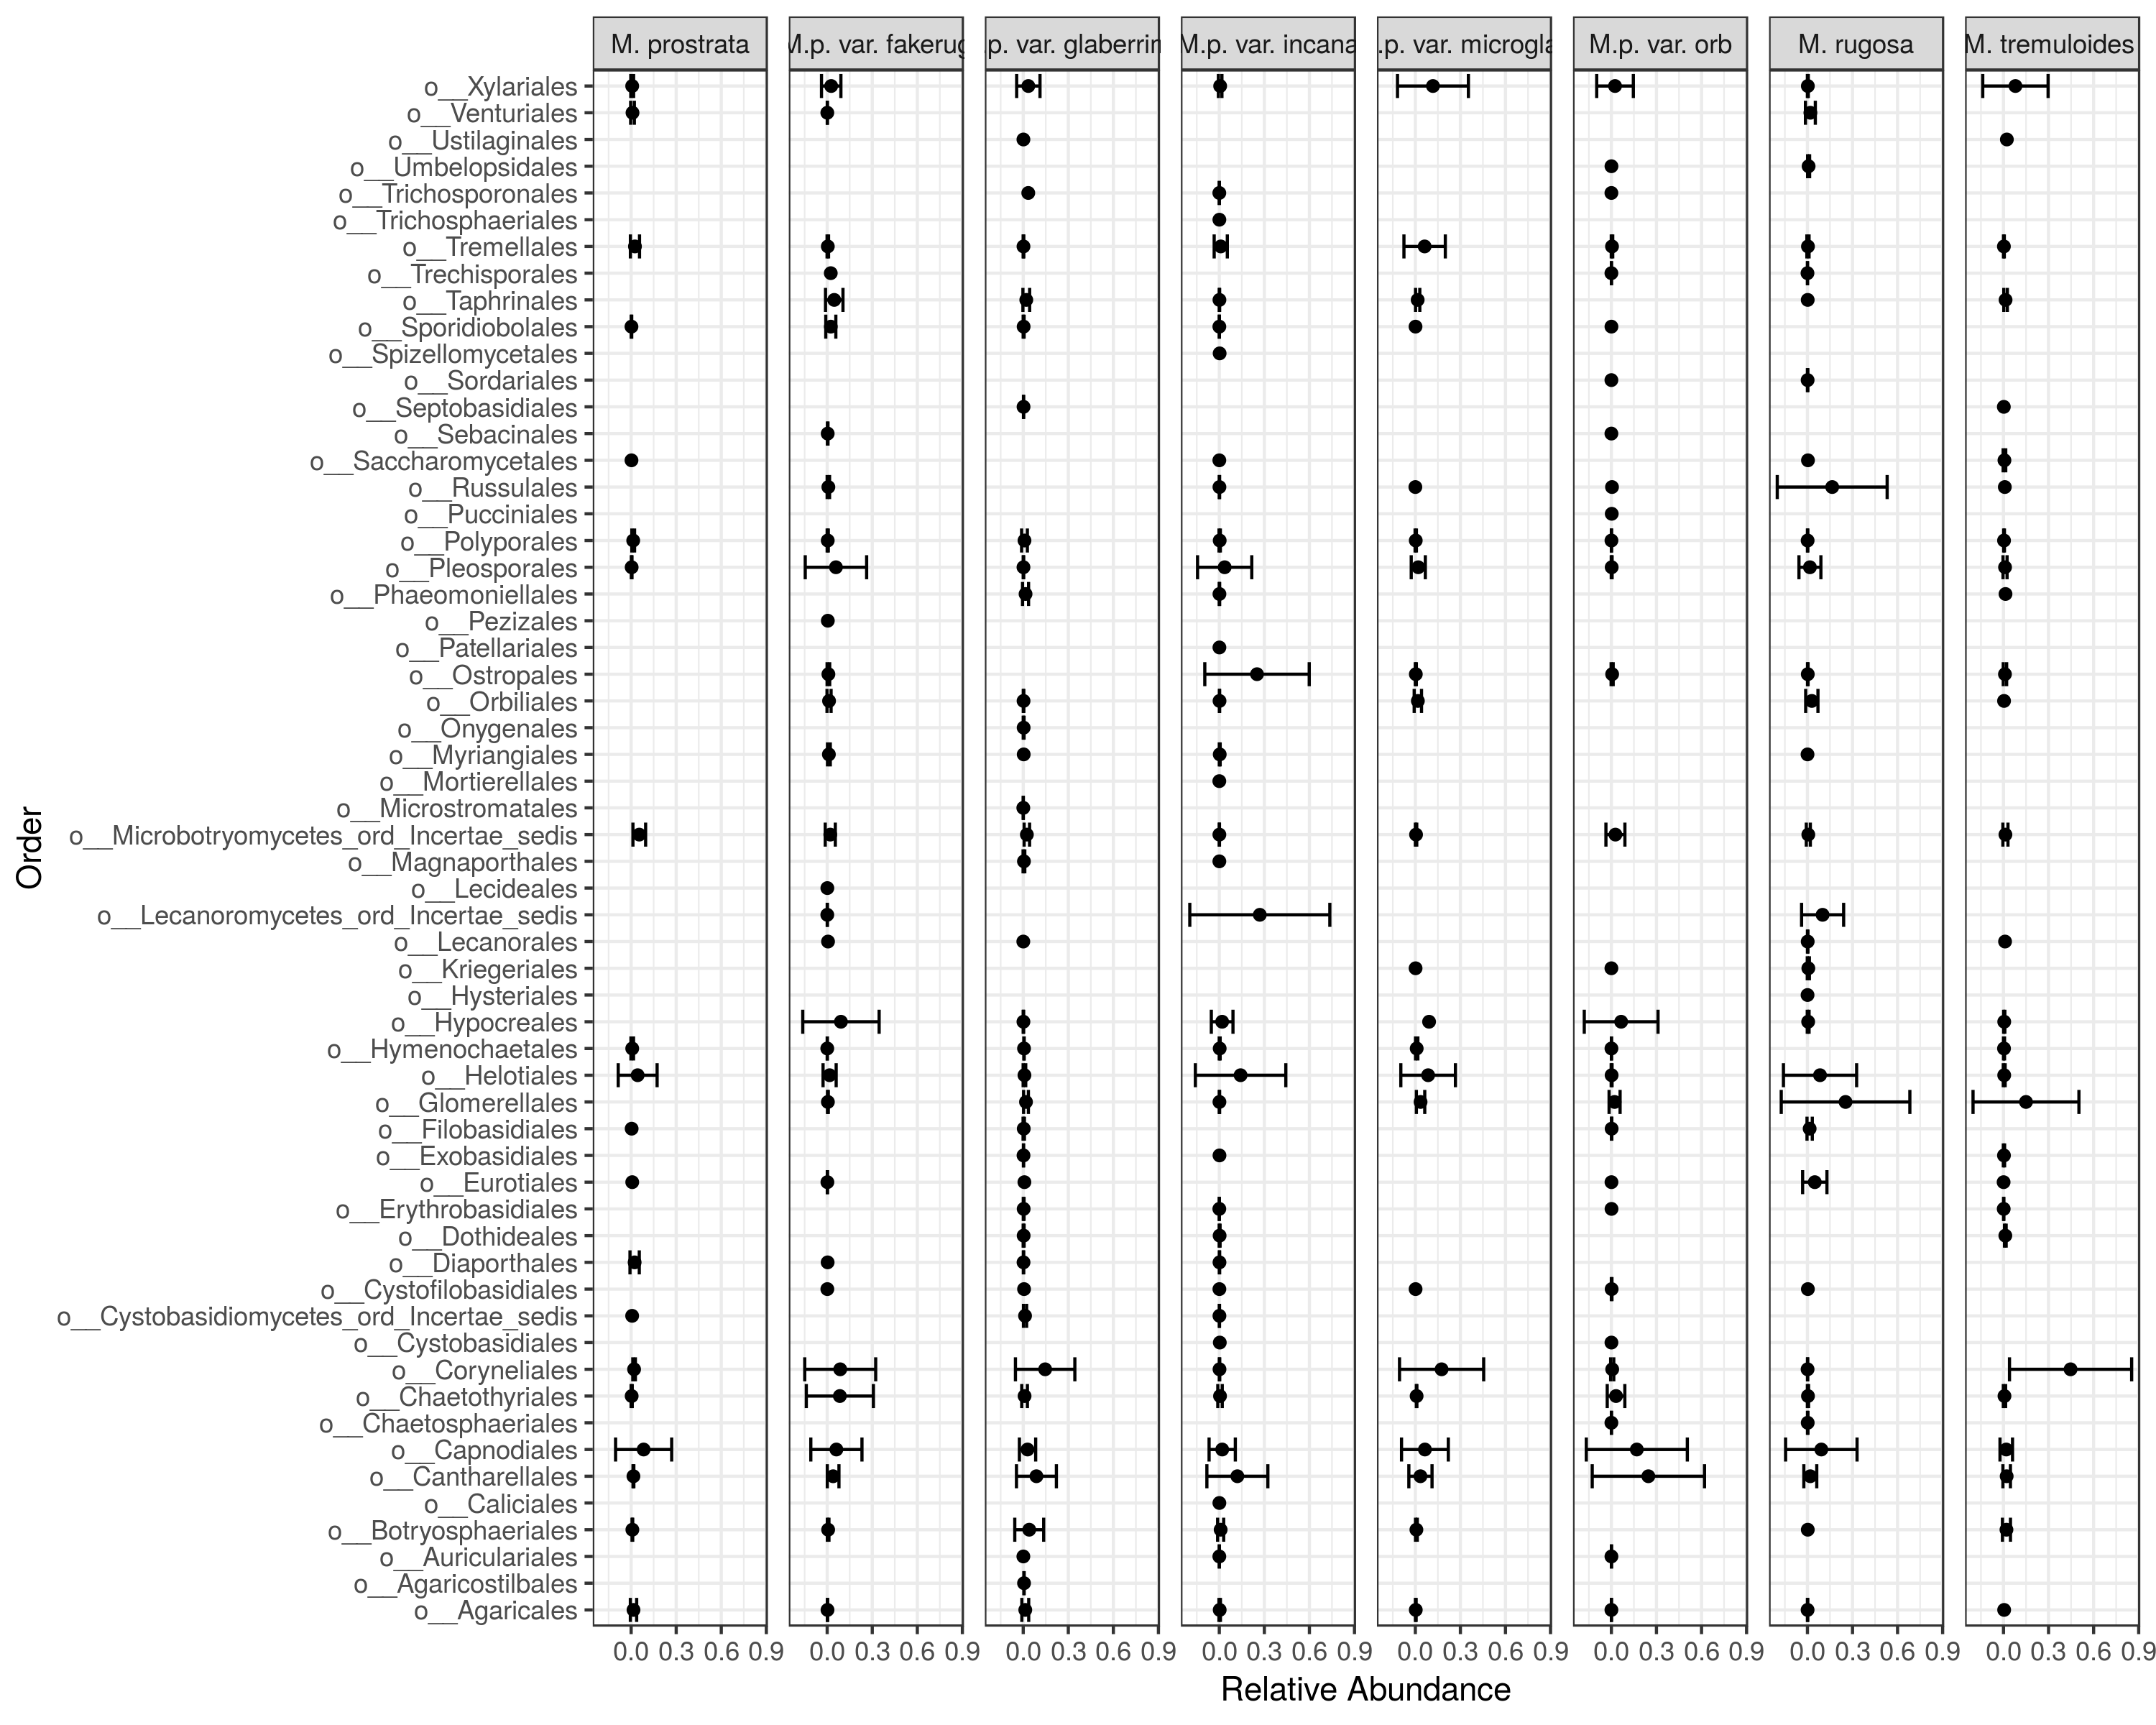 M. prostrata
M.p. var. fakerug
.p. var. glaberrin
M.p. var. incana
.p. var. microgla
M.p. var. orb
M. rugosa
M. tremuloides
o__Xylariales
o__Venturiales
o__Ustilaginales
o__Umbelopsidales
o__Trichosporonales
o__Trichosphaeriales
o__Tremellales
o__Trechisporales
o__Taphrinales
o__Sporidiobolales
o__Spizellomycetales
o__Sordariales
o__Septobasidiales
o__Sebacinales
o__Saccharomycetales
o__Russulales
o__Pucciniales
o__Polyporales
o__Pleosporales
o__Phaeomoniellales
o__Pezizales
o__Patellariales
o__Ostropales
o__Orbiliales
o__Onygenales
o__Myriangiales
o__Mortierellales
o__Microstromatales
o__Microbotryomycetes_ord_Incertae_sedis
o__Magnaporthales
o__Lecideales
o__Lecanoromycetes_ord_Incertae_sedis
o__Lecanorales
o__Kriegeriales
o__Hysteriales
o__Hypocreales
o__Hymenochaetales
o__Helotiales
o__Glomerellales
o__Filobasidiales
o__Exobasidiales
o__Eurotiales
o__Erythrobasidiales
o__Dothideales
o__Diaporthales
o__Cystofilobasidiales
o__Cystobasidiomycetes_ord_Incertae_sedis
o__Cystobasidiales
o__Coryneliales
o__Chaetothyriales
o__Chaetosphaeriales
o__Capnodiales
o__Cantharellales
o__Caliciales
o__Botryosphaeriales
o__Auriculariales
o__Agaricostilbales
o__Agaricales
Order
0.0 0.3 0.6 0.9 0.0 0.3 0.6 0.9 0.0 0.3 0.6 0.9 0.0 0.3 0.6 0.9 0.0 0.3 0.6 0.9 0.0 0.3 0.6 0.9 0.0 0.3 0.6 0.9 0.0 0.3 0.6 0.9
Relative Abundance